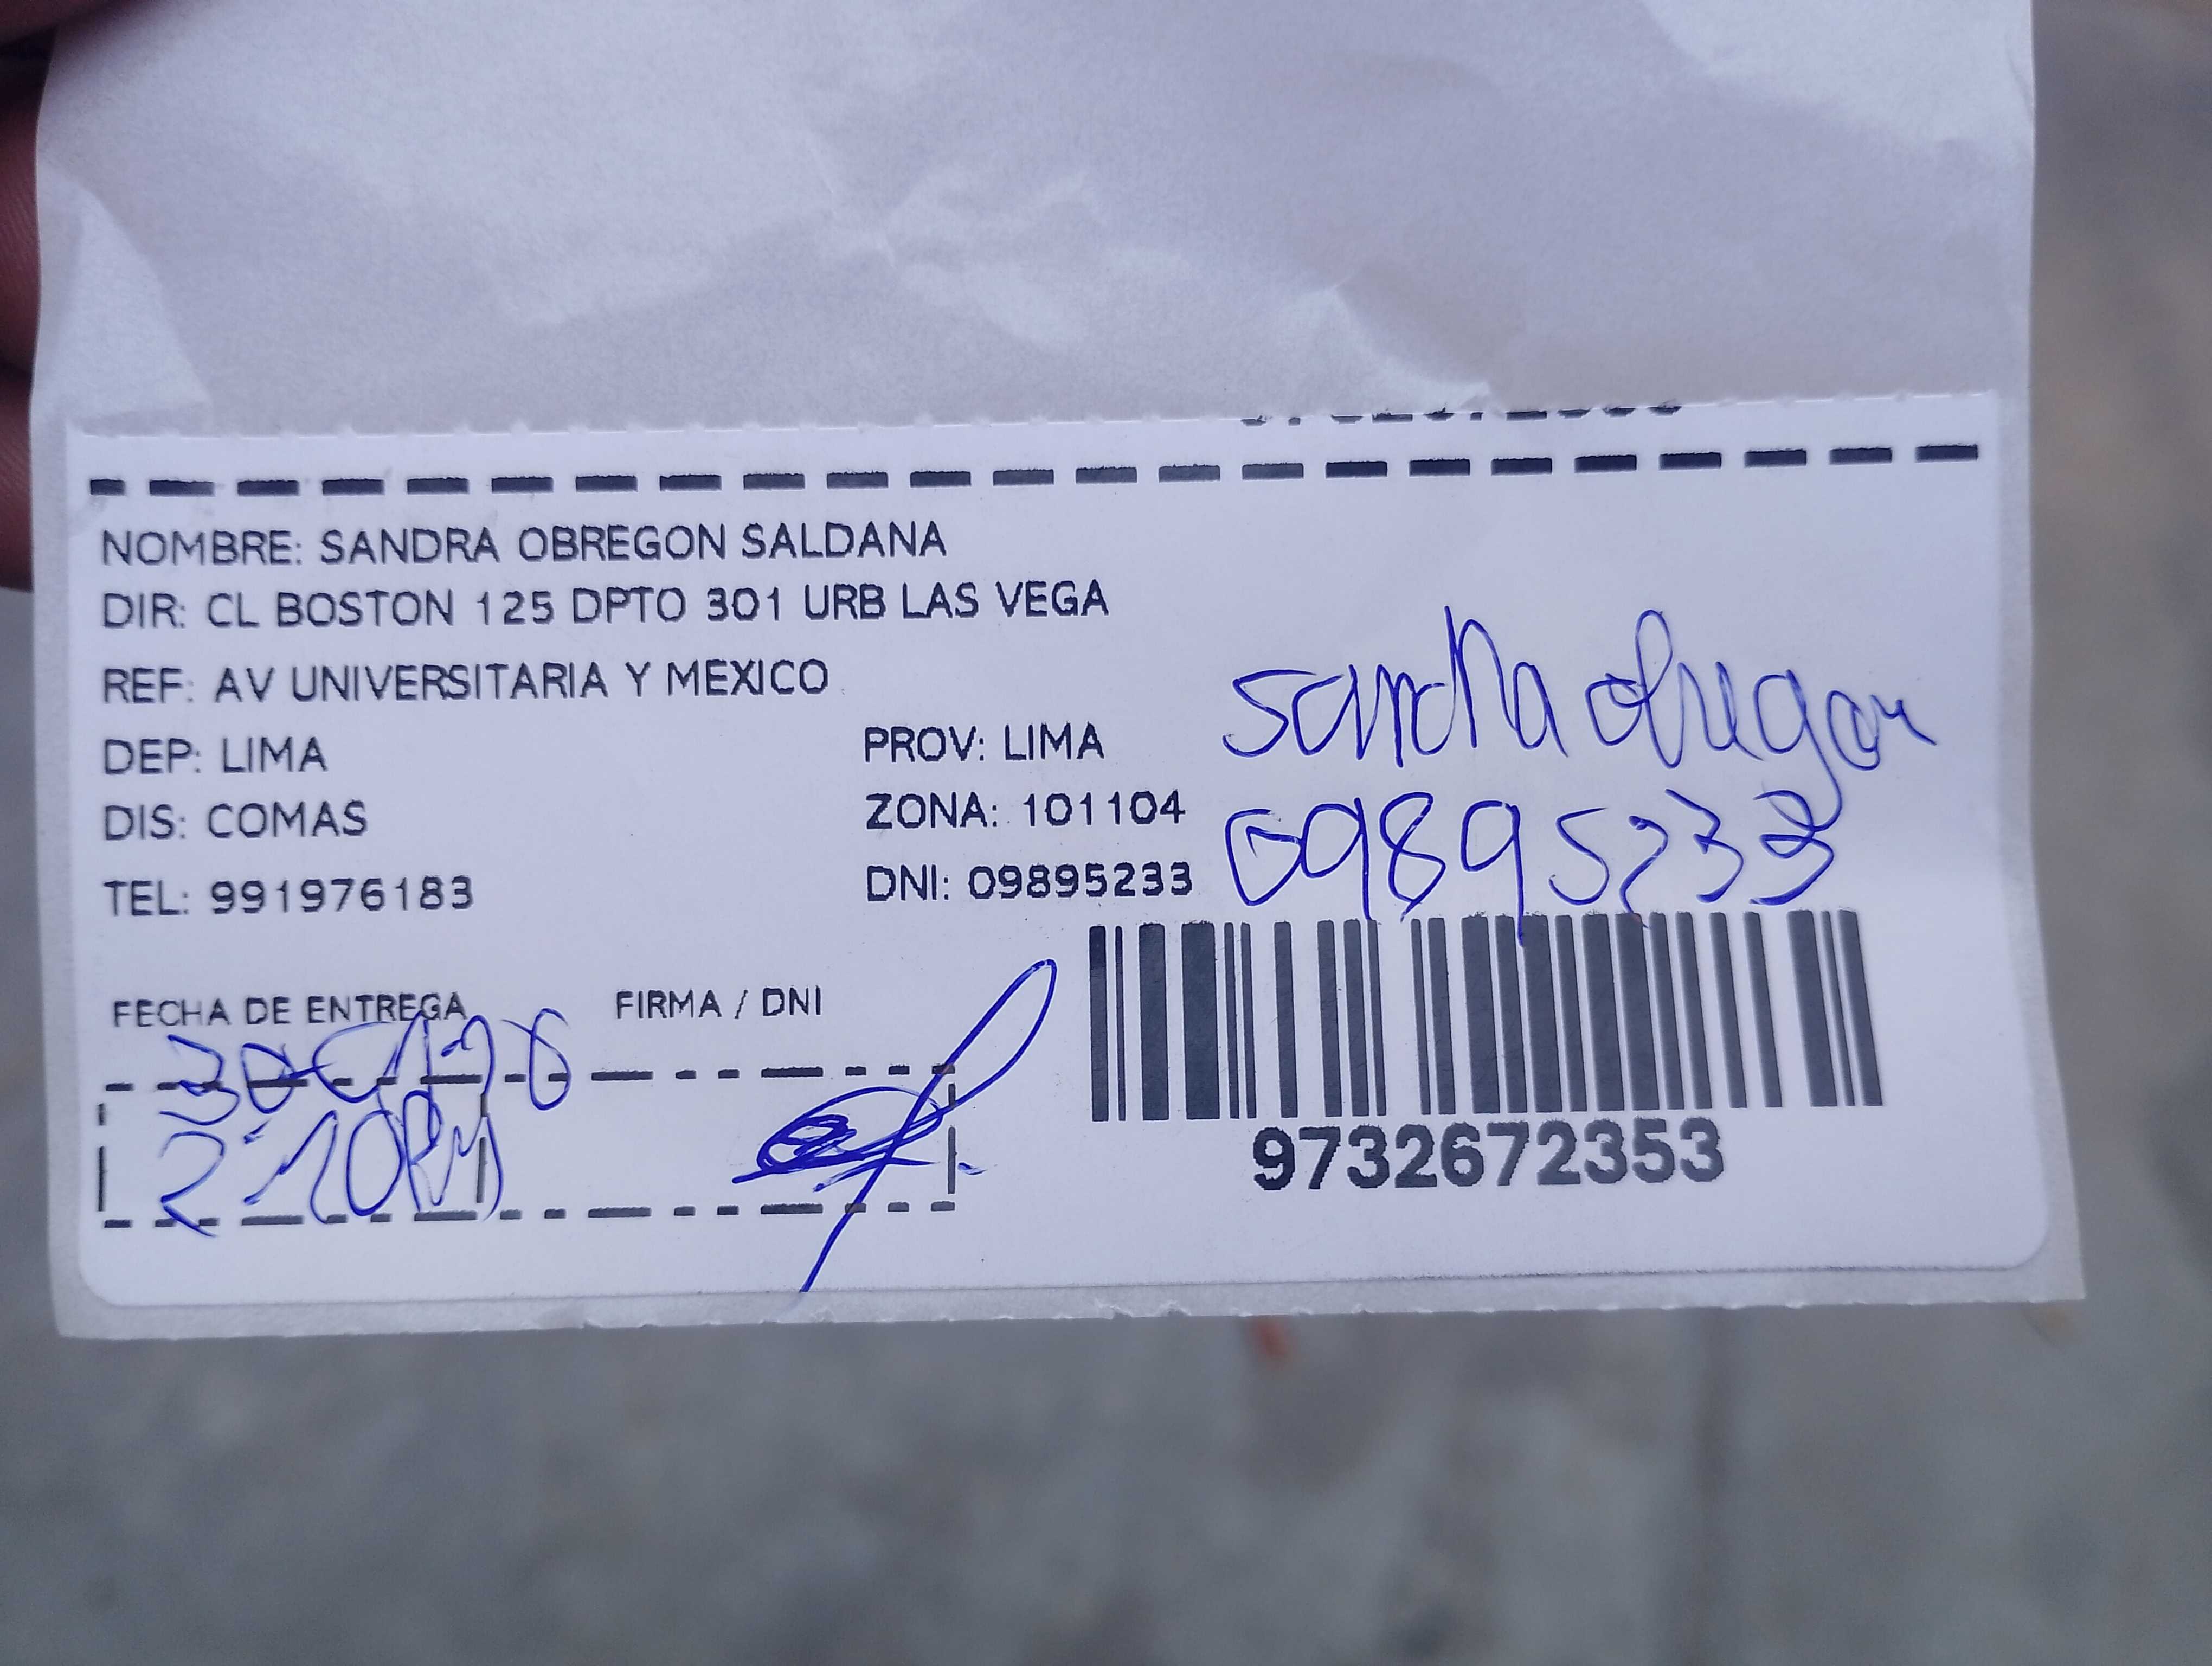 NOMBRE: SANDRA OBREGON SALDANA
DIR: CL BOSTON 125 DPTO 301 URB LAS VEGA
REF: AV UNIVERSITARIA Y MEXICO
DEP: LIMA
PROV: LIMA
sandra obregon
DIS: COMAS
ZONA: 101104
09895233
TEL: 991976183
DNI: 09895233
FECHA DE ENTREGA
FIRMA / DNI
2:10PM
9732672353